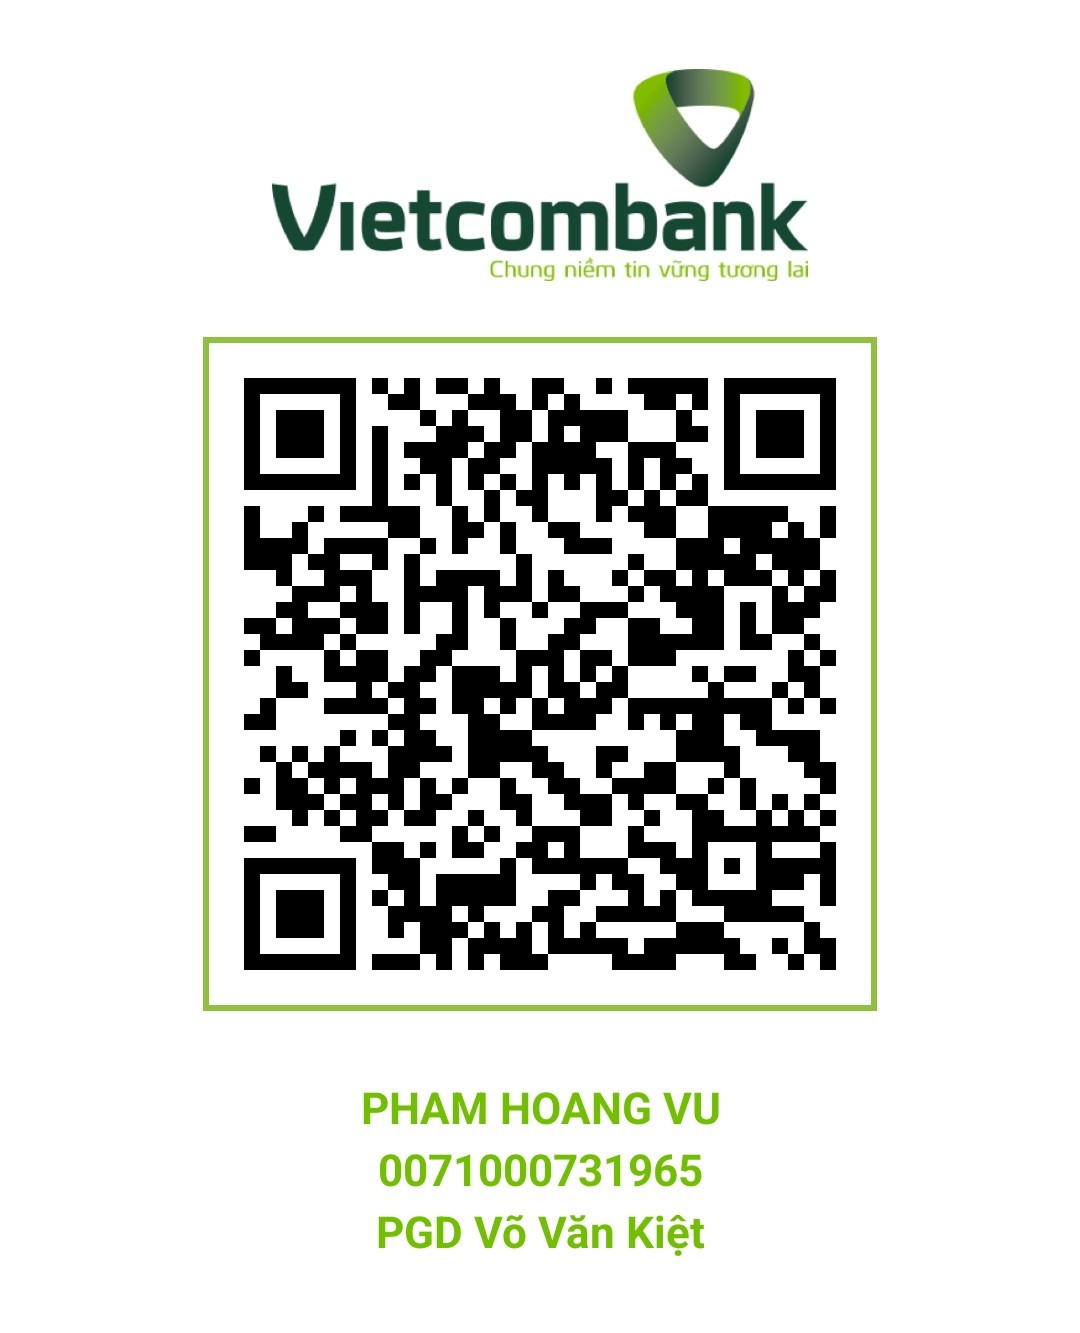 Vietcombank
Chung niềm tin vững tương lai
PHAM HOANG VU
0071000731965
PGD Võ Văn Kiệt